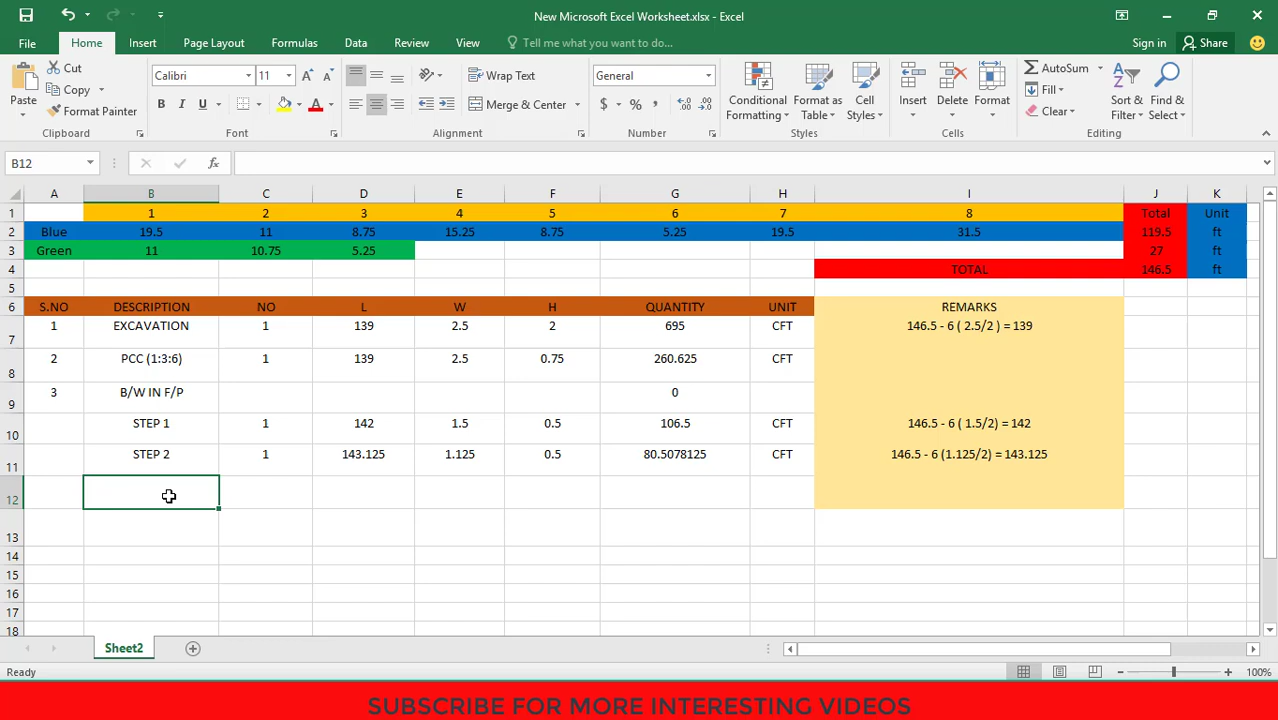 New Microsoft Excel Worksheet.xlsx - Excel
File Home Insert Page Layout Formulas Data Review View Tell me what you want to do... Sign in Share
Paste Cut Copy Format Painter Clipboard
Calibri 11 B I U A A A Font
Wrap Text Merge & Center Alignment
General $ % , Number
Conditional Formatting Format as Table Cell Styles Styles
Insert Delete Format Cells
AutoSum Fill Clear Sort & Filter Find & Select Editing
B12 fx
A B C D E F G H I J K
1 1 2 3 4 5 6 7 8 Total Unit
2 Blue 19.5 11 8.75 15.25 8.75 5.25 19.5 31.5 119.5 ft
3 Green 11 10.75 5.25 27 ft
4 TOTAL 146.5 ft
5
6 S.NO DESCRIPTION NO L W H QUANTITY UNIT REMARKS
7 1 EXCAVATION 1 139 2.5 2 695 CFT 146.5 - 6 ( 2.5/2 ) = 139
8 2 PCC (1:3:6) 1 139 2.5 0.75 260.625 CFT
9 3 B/W IN F/P 0
10 STEP 1 1 142 1.5 0.5 106.5 CFT 146.5 - 6 ( 1.5/2) = 142
11 STEP 2 1 143.125 1.125 0.5 80.5078125 CFT 146.5 - 6 (1.125/2) = 143.125
12
13
14
15
16
17
18
Sheet2
Ready 100%
SUBSCRIBE FOR MORE INTERESTING VIDEOS